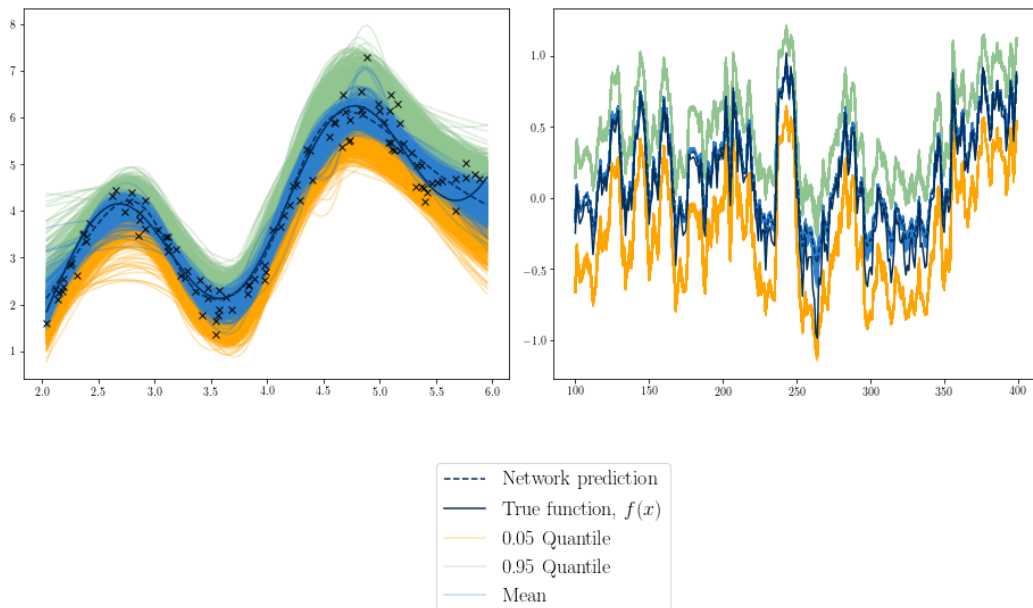 8
7
6
5
4
3
2
1
2.0 2.5 3.0 3.5 4.0 4.5 5.0 5.5 6.0
1.0
0.5
0.0
−0.5
−1.0
100 150 200 250 300 350 400
Network prediction
True function, f(x)
0.05 Quantile
0.95 Quantile
Mean